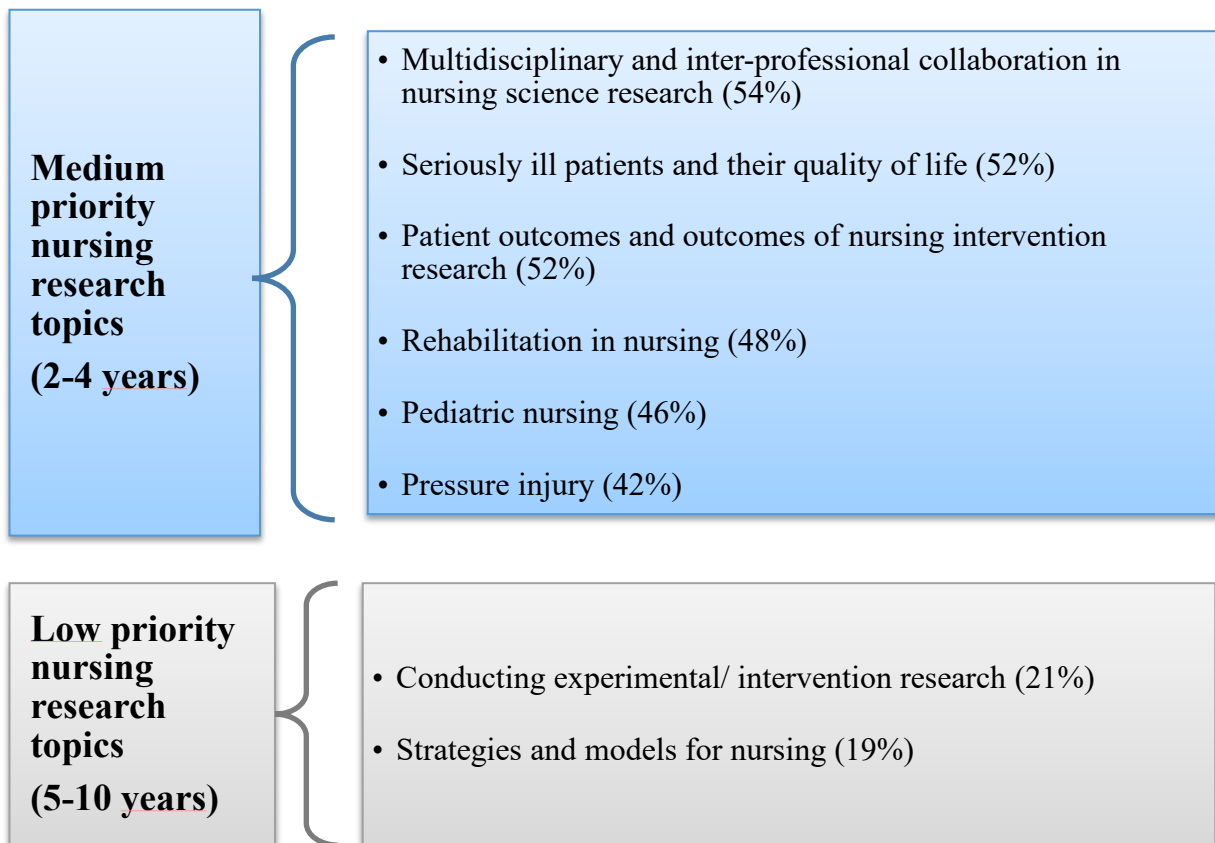 Medium
priority
nursing
research
topics
(2-4 years)
• Multidisciplinary and inter-professional collaboration in
nursing science research (54%)
• Seriously ill patients and their quality of life (52%)
• Patient outcomes and outcomes of nursing intervention
research (52%)
• Rehabilitation in nursing (48%)
• Pediatric nursing (46%)
• Pressure injury (42%)
Low priority
nursing
research
topics
(5-10 years)
• Conducting experimental/ intervention research (21%)
• Strategies and models for nursing (19%)